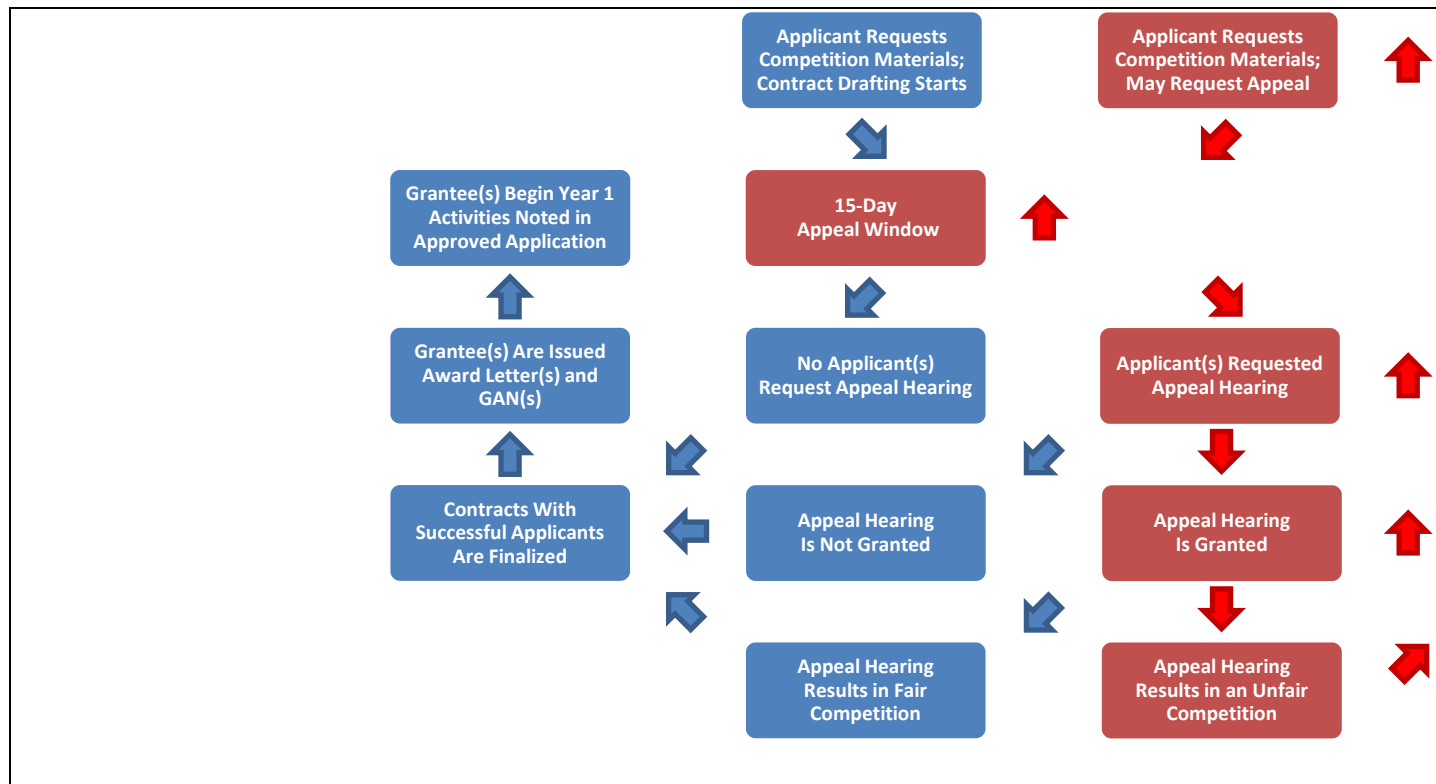 Applicant Requests
Competition Materials;
Contract Drafting Starts
Applicant Requests
Competition Materials;
May Request Appeal
Grantee(s) Begin Year 1
Activities Noted in
Approved Application
15-Day
Appeal Window
Grantee(s) Are Issued
Award Letter(s) and
GAN(s)
No Applicant(s)
Request Appeal Hearing
Applicant(s) Requested
Appeal Hearing
Contracts With
Successful Applicants
Are Finalized
Appeal Hearing
Is Not Granted
Appeal Hearing
Is Granted
Appeal Hearing
Results in Fair
Competition
Appeal Hearing
Results in an Unfair
Competition